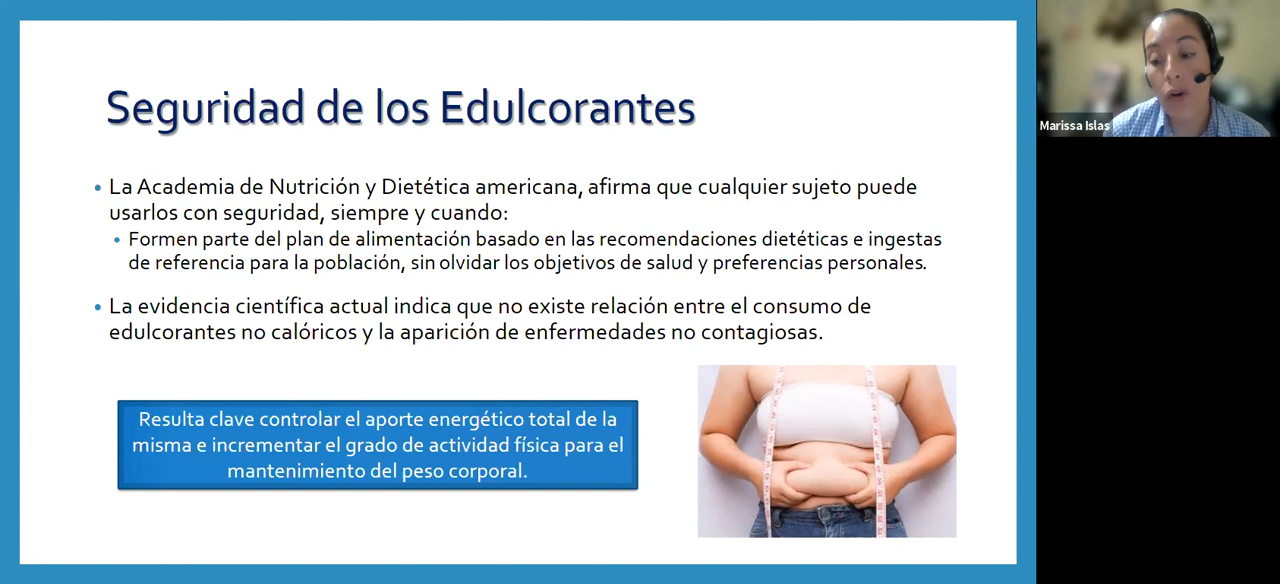 Seguridad de los Edulcorantes
• La Academia de Nutrición y Dietética americana, afirma que cualquier sujeto puede
usarlos con seguridad, siempre y cuando:
• Formen parte del plan de alimentación basado en las recomendaciones dietéticas e ingestas
de referencia para la población, sin olvidar los objetivos de salud y preferencias personales.
• La evidencia científica actual indica que no existe relación entre el consumo de
edulcorantes no calóricos y la aparición de enfermedades no contagiosas.
Resulta clave controlar el aporte energético total de la
misma e incrementar el grado de actividad física para el
mantenimiento del peso corporal.
Marissa Islas